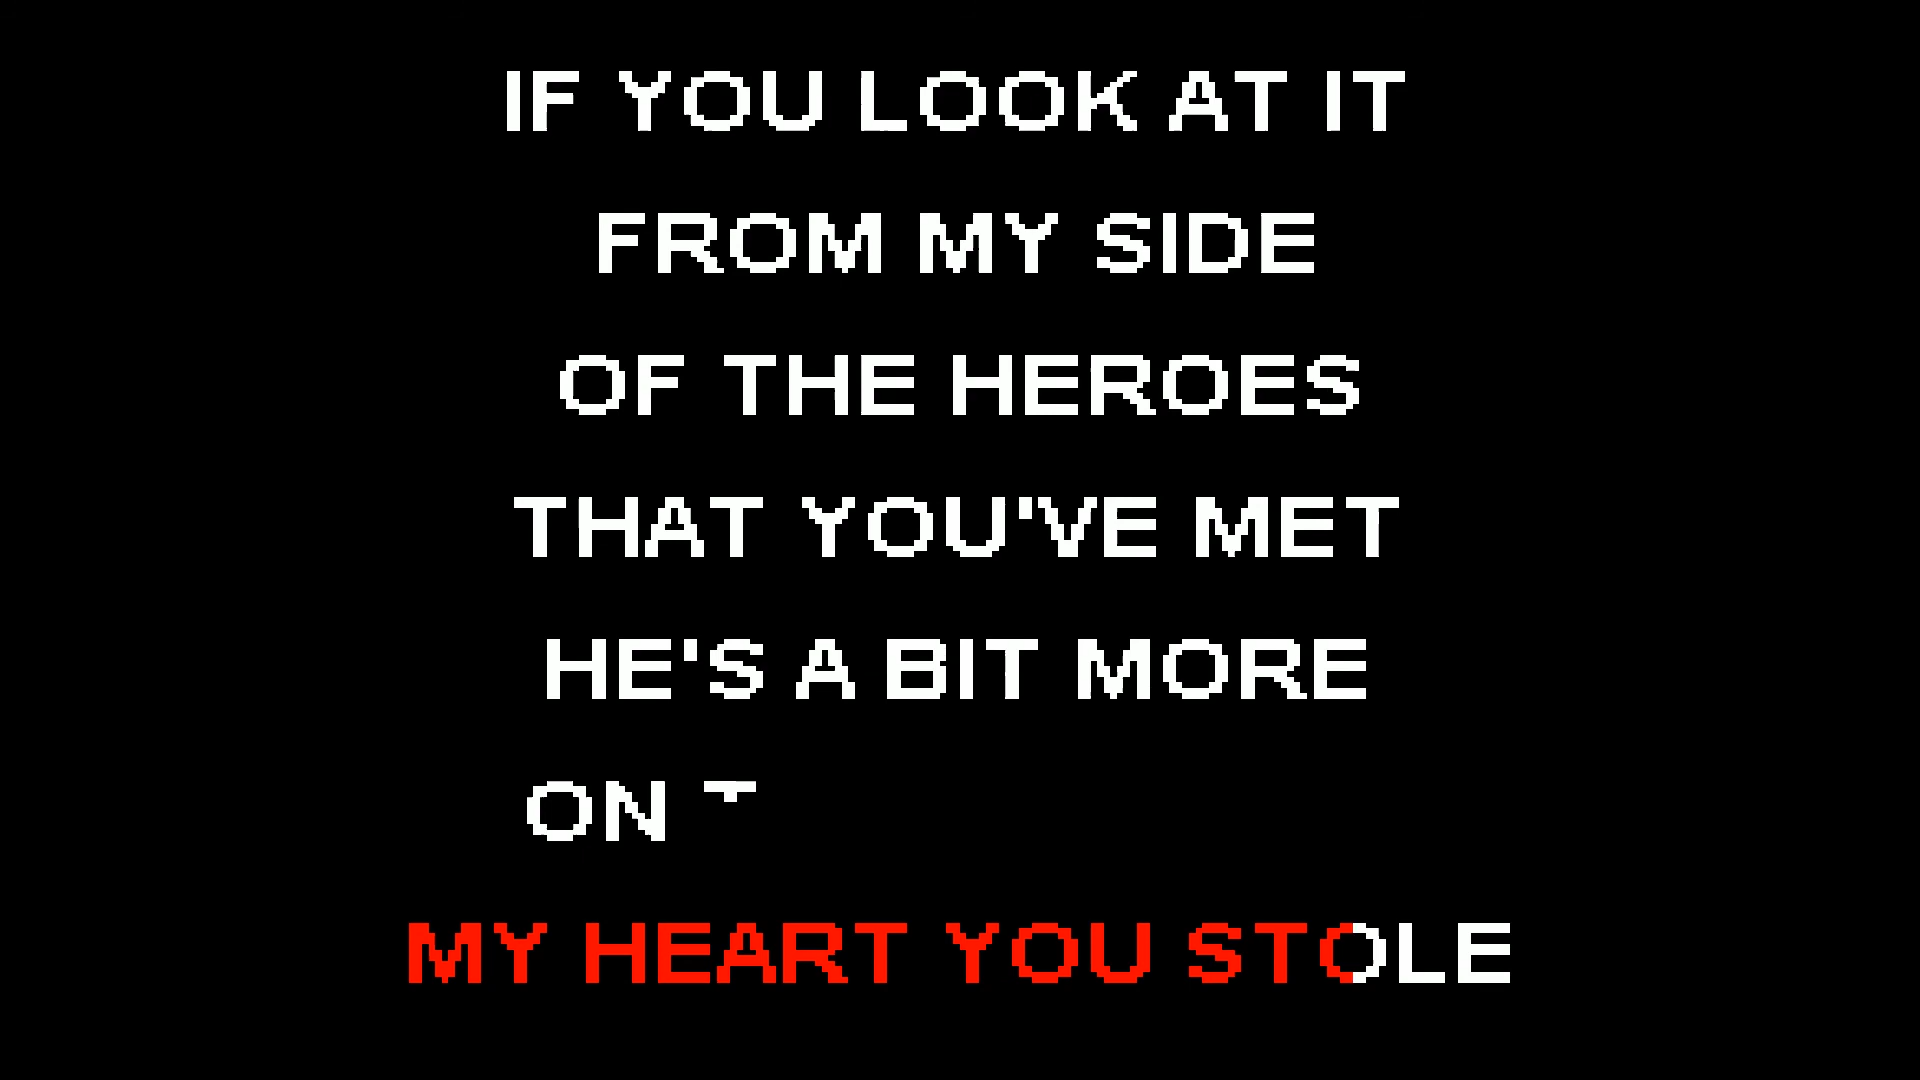 IF YOU LOOK AT IT
FROM MY SIDE
OF THE HEROES
THAT YOU'VE MET
HE'S A BIT MORE
ON
MY HEART YOU STOLE